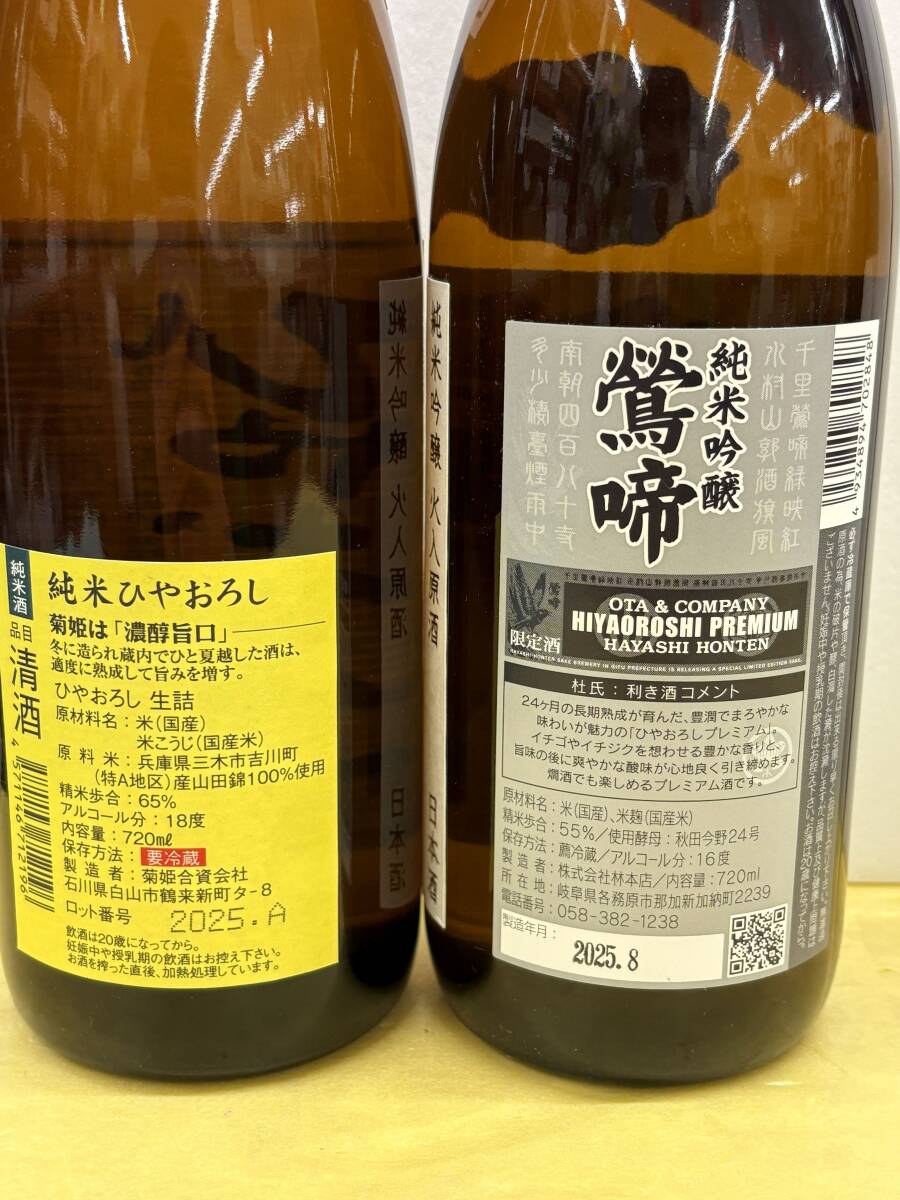 純米酒
品目
清酒
純米ひやおろし
菊姫は「濃醇旨口」
冬に造られ蔵内でひと夏越した酒は、
適度に熟成して旨みを増す。
ひやおろし 生詰
原材料名：米(国産)
米こうじ(国産米)
原料米：兵庫県三木市吉川町
(特A地区)産山田錦100%使用
精米歩合：65%
アルコール分：18度
内容量：720㎖
保存方法：要冷蔵
製造者：菊姫合資会社
石川県白山市鶴来新町タ-8
ロット番号 2025.A
飲酒は20歳になってから。
妊娠中や授乳期の飲酒はお控え下さい。
お酒を搾った直後、加熱処理しています。
純米吟醸 火入原酒 日本酒
純米吟醸
鶯啼
千里鶯啼緑映紅
水村山郭酒旗風
南朝四百八十寺
多少楼臺煙雨中
4 934894 702848
限定酒
OTA & COMPANY
HIYAOROSHI PREMIUM
HAYASHI HONTEN
HAYASHI HONTEN SAKE BREWERY IN GIFU PREFECTURE IS RELEASING A SPECIAL LIMITED EDITION SAKE.
杜氏：利き酒コメント
24ヶ月の長期熟成が育んだ、豊潤でまろやかな
味わいが魅力の「ひやおろしプレミアム」。
イチゴやイチジクを想わせる豊かな香りと、
旨味の後に爽やかな酸味が心地良く引き締めます。
燗酒でも楽しめるプレミアム酒です。
原材料名：米(国産)、米麹(国産米)
精米歩合：55%/使用酵母：秋田今野24号
保存方法：要冷蔵/アルコール分：16度
製造者：株式会社林本店/内容量：720ml
所在地：岐阜県各務原市那加新加納町2239
電話番号：058-382-1238
製造年月：
2025.8